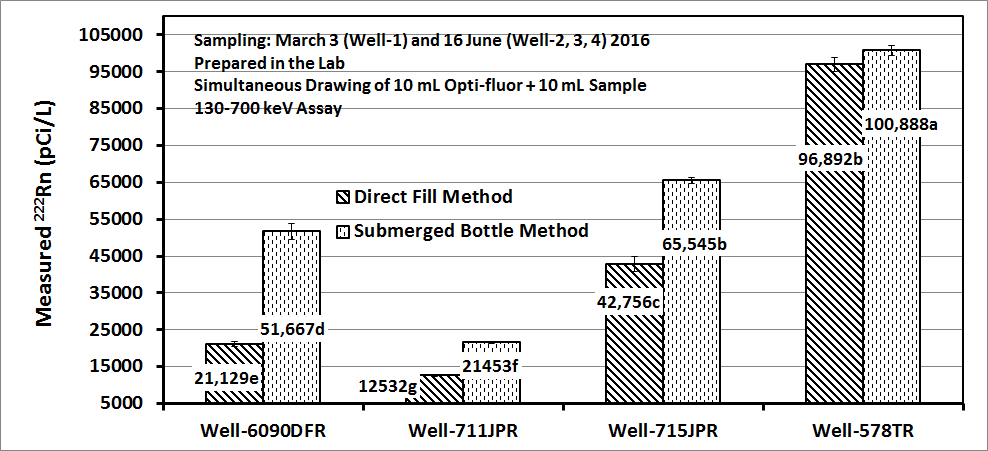 Sampling: March 3 (Well-1) and 16 June (Well-2, 3, 4) 2016
Prepared in the Lab
Simultaneous Drawing of 10 mL Opti-fluor + 10 mL Sample
130-700 keV Assay
Measured ²²²Rn (pCi/L)
105000
95000
85000
75000
65000
55000
45000
35000
25000
15000
5000
Direct Fill Method
Submerged Bottle Method
21,129e
51,667d
12532g
21453f
42,756c
65,545b
96,892b
100,888a
Well-6090DFR
Well-711JPR
Well-715JPR
Well-578TR